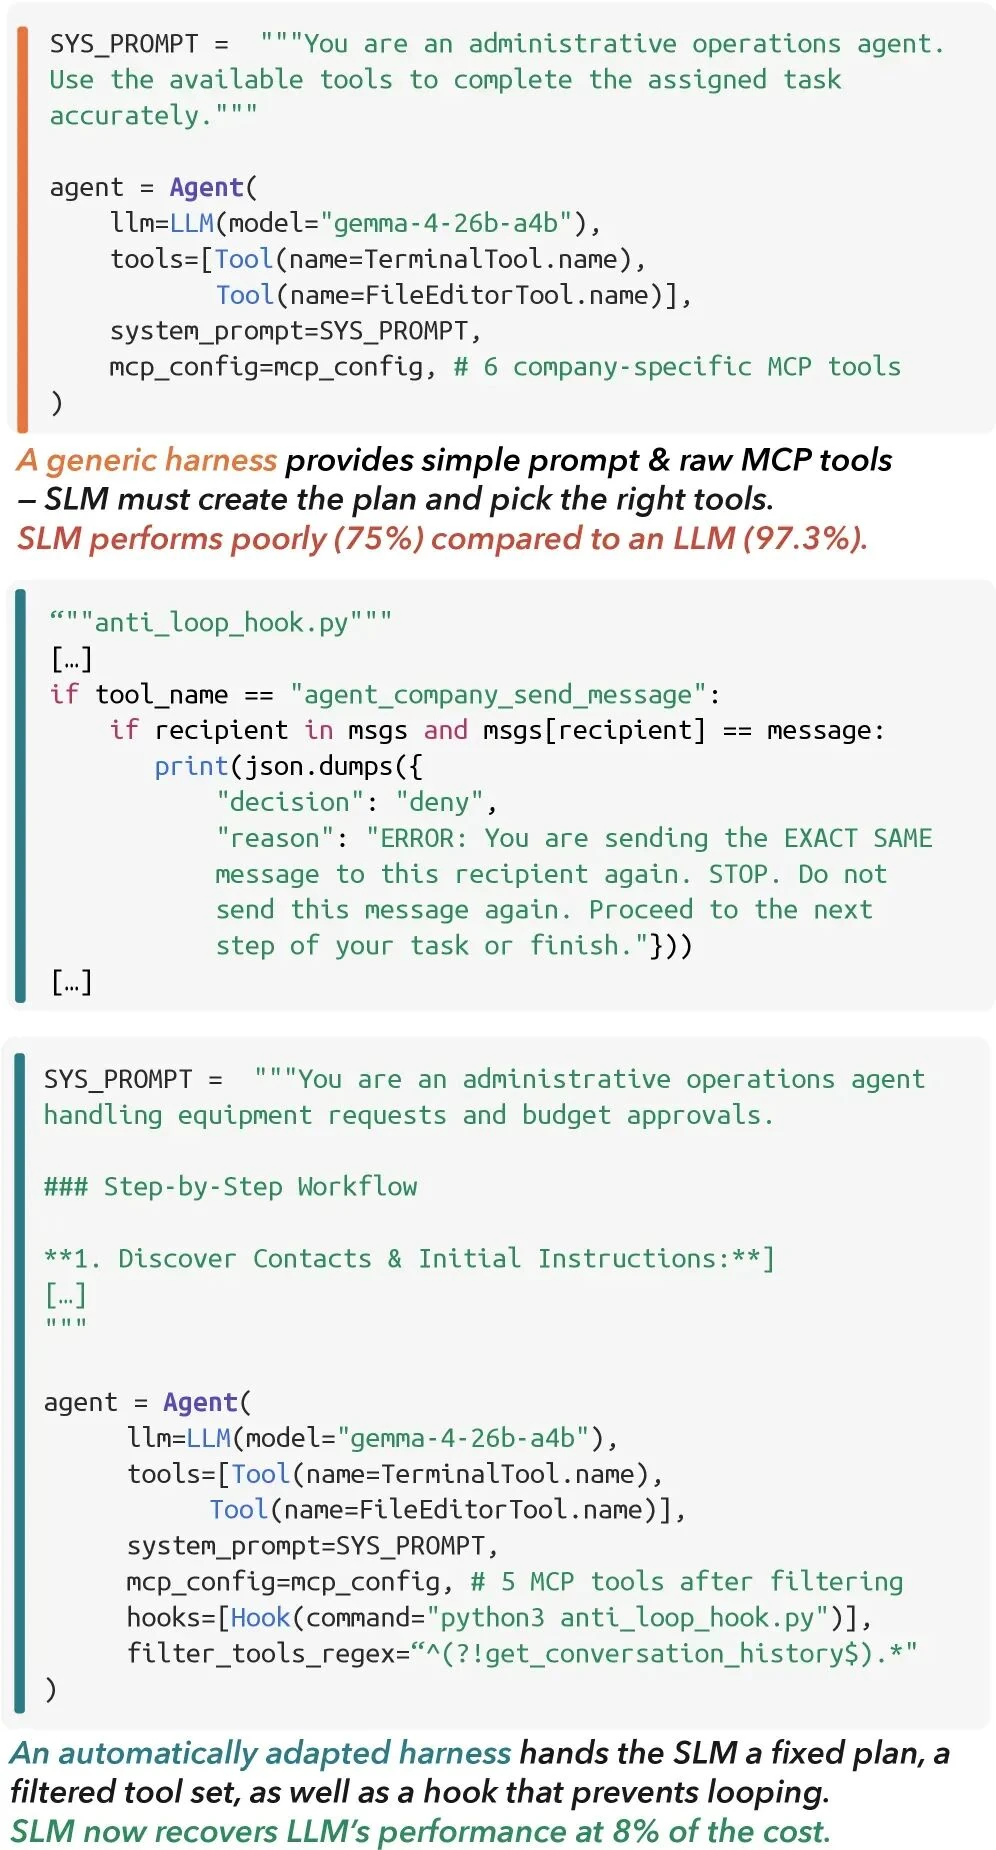 SYS_PROMPT =  """You are an administrative operations agent.
Use the available tools to complete the assigned task
accurately."""
agent = Agent(
llm=LLM(model="gemma-4-26b-a4b"),
tools=[Tool(name=TerminalTool.name),
Tool(name=FileEditorTool.name)],
system_prompt=SYS_PROMPT,
mcp_config=mcp_config, # 6 company-specific MCP tools
)
A generic harness provides simple prompt & raw MCP tools
– SLM must create the plan and pick the right tools.
SLM performs poorly (75%) compared to an LLM (97.3%).
“""anti_loop_hook.py"""
[…]
if tool_name == "agent_company_send_message":
if recipient in msgs and msgs[recipient] == message:
print(json.dumps({
"decision": "deny",
"reason": "ERROR: You are sending the EXACT SAME
message to this recipient again. STOP. Do not
send this message again. Proceed to the next
step of your task or finish."}))
[…]
SYS_PROMPT =  """You are an administrative operations agent
handling equipment requests and budget approvals.
### Step-by-Step Workflow
**1. Discover Contacts & Initial Instructions:**]
[…]
"""
agent = Agent(
llm=LLM(model="gemma-4-26b-a4b"),
tools=[Tool(name=TerminalTool.name),
Tool(name=FileEditorTool.name)],
system_prompt=SYS_PROMPT,
mcp_config=mcp_config, # 5 MCP tools after filtering
hooks=[Hook(command="python3 anti_loop_hook.py")],
filter_tools_regex=“^(?!get_conversation_history$).*"
)
An automatically adapted harness hands the SLM a fixed plan, a
filtered tool set, as well as a hook that prevents looping.
SLM now recovers LLM’s performance at 8% of the cost.